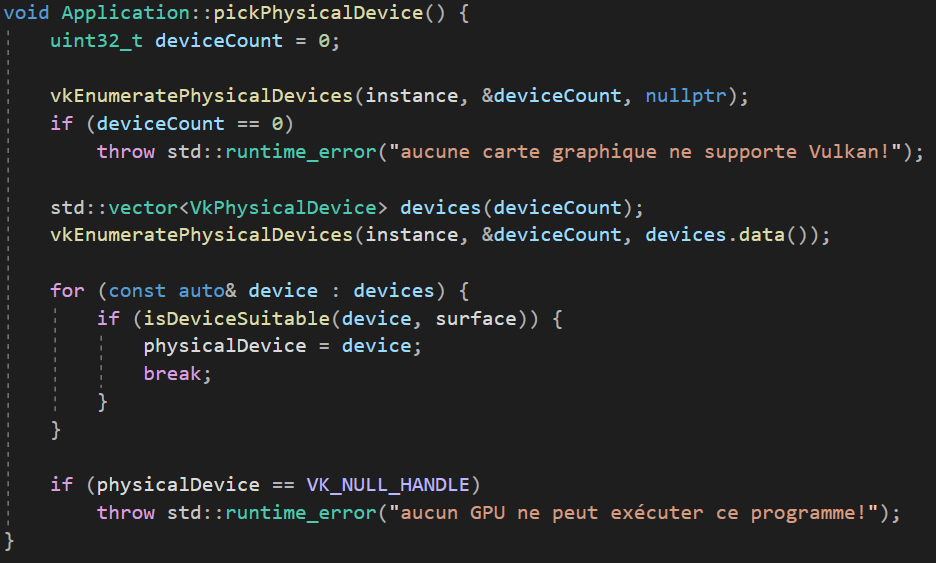 void Application::pickPhysicalDevice() {
    uint32_t deviceCount = 0;

    vkEnumeratePhysicalDevices(instance, &deviceCount, nullptr);
    if (deviceCount == 0)
        throw std::runtime_error("aucune carte graphique ne supporte Vulkan!");

    std::vector<VkPhysicalDevice> devices(deviceCount);
    vkEnumeratePhysicalDevices(instance, &deviceCount, devices.data());

    for (const auto& device : devices) {
        if (isDeviceSuitable(device, surface)) {
            physicalDevice = device;
            break;
        }
    }

    if (physicalDevice == VK_NULL_HANDLE)
        throw std::runtime_error("aucun GPU ne peut exécuter ce programme!");
}